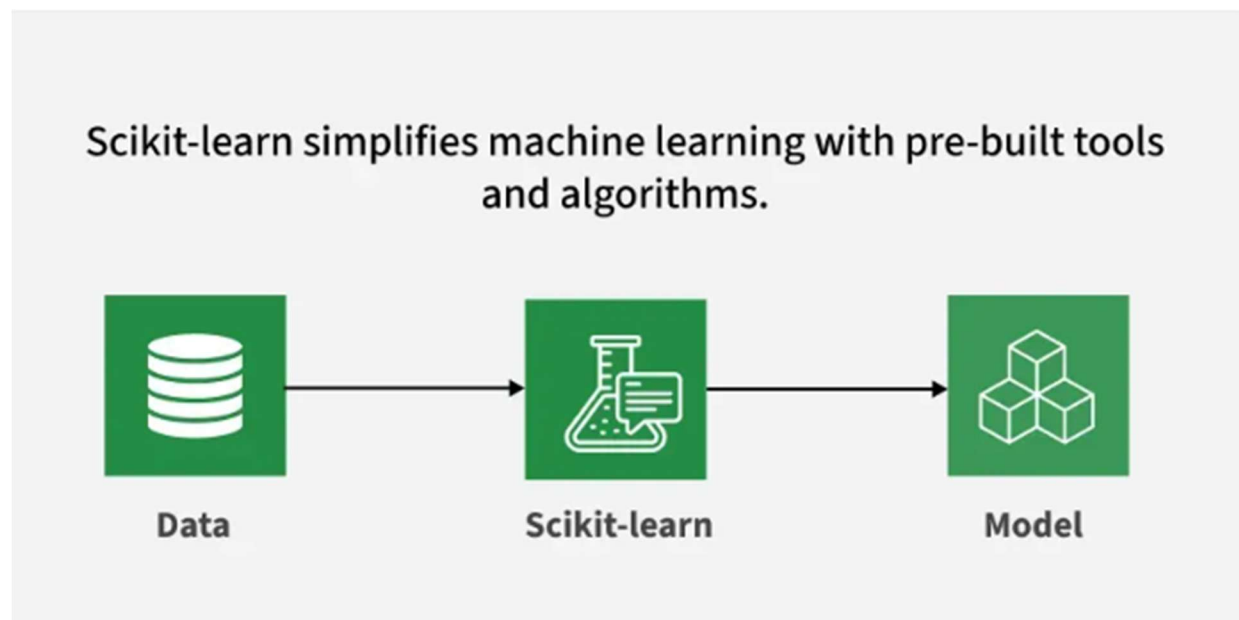 Scikit-learn simplifies machine learning with pre-built tools
and algorithms.
Data
Scikit-learn
Model